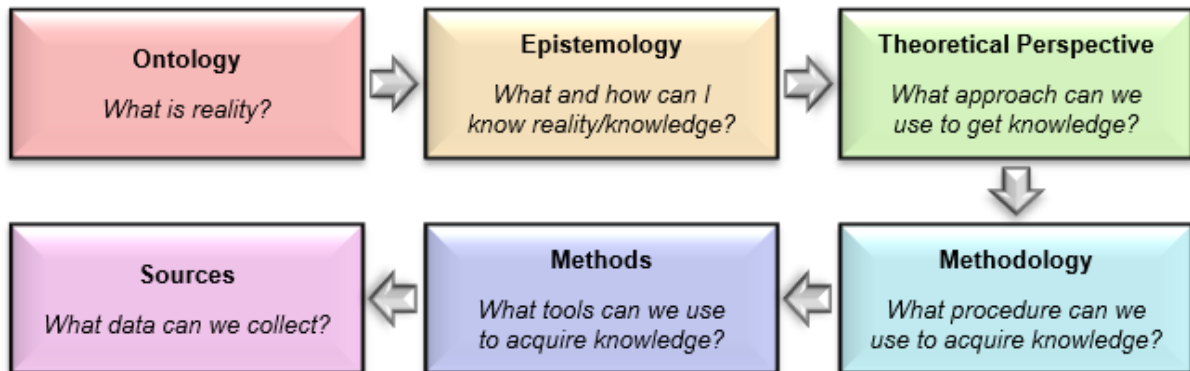 Ontology
What is reality?
Epistemology
What and how can I
know reality/knowledge?
Theoretical Perspective
What approach can we
use to get knowledge?
Methodology
What procedure can we
use to acquire knowledge?
Methods
What tools can we use
to acquire knowledge?
Sources
What data can we collect?